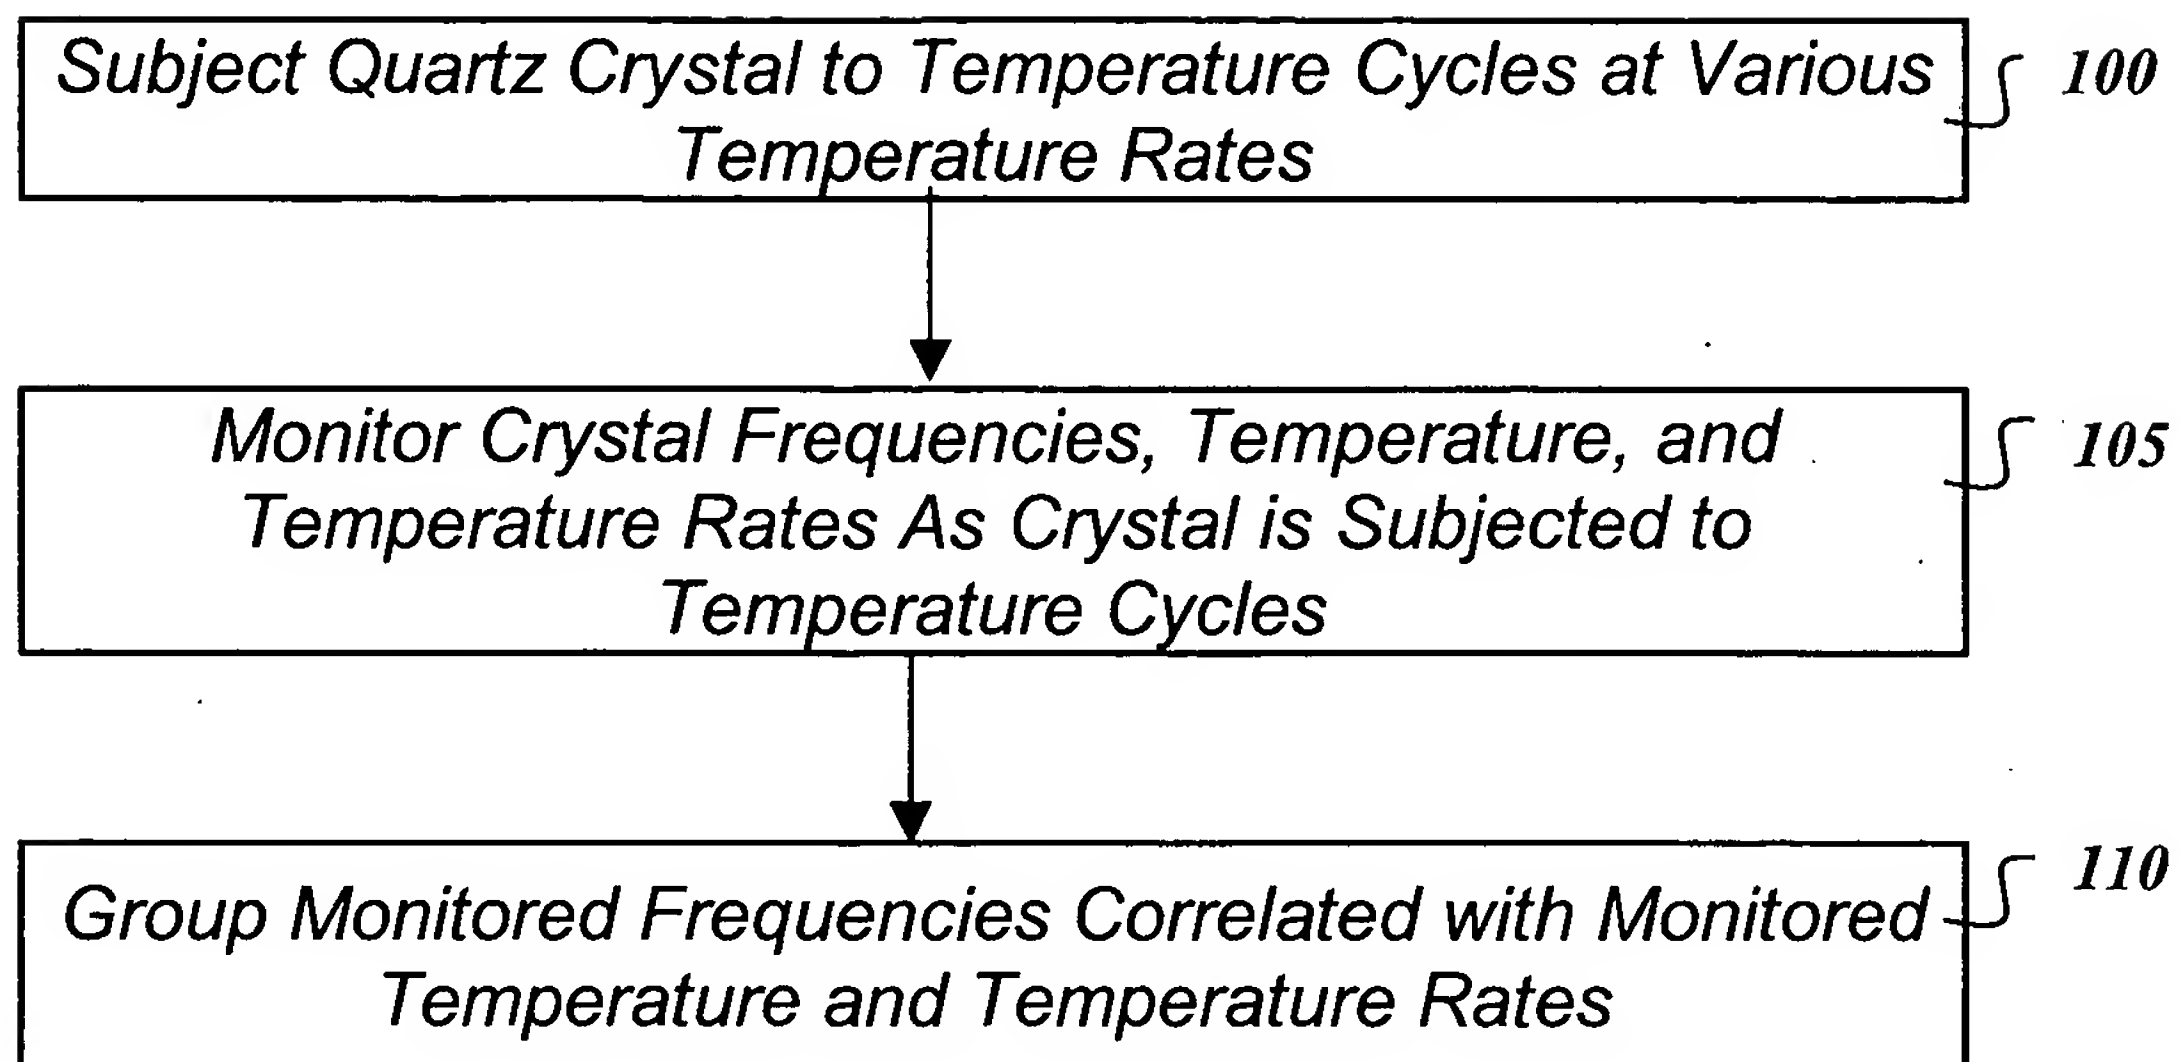 Subject Quartz Crystal to Temperature Cycles at Various
Temperature Rates
100
Monitor Crystal Frequencies, Temperature, and
Temperature Rates As Crystal is Subjected to
Temperature Cycles
105
Group Monitored Frequencies Correlated with Monitored
Temperature and Temperature Rates
110